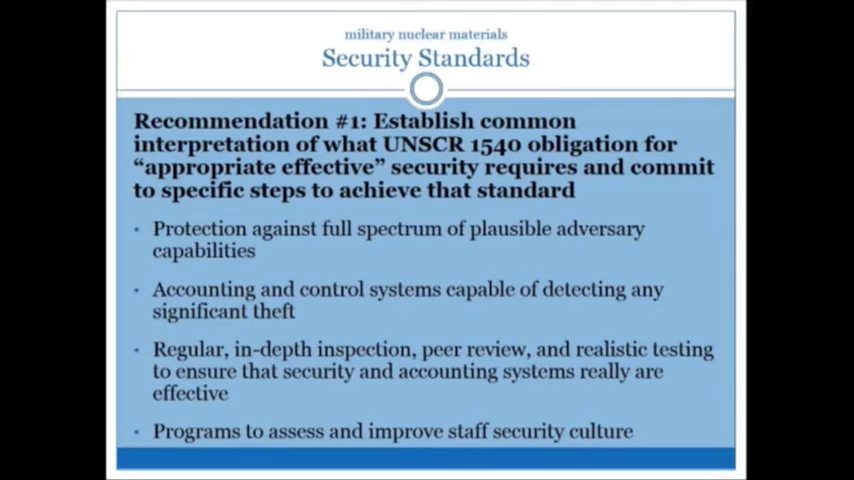 military nuclear materials
Security Standards
Recommendation #1: Establish common
interpretation of what UNSCR 1540 obligation for
“appropriate effective” security requires and commit
to specific steps to achieve that standard
• Protection against full spectrum of plausible adversary
capabilities
• Accounting and control systems capable of detecting any
significant theft
• Regular, in-depth inspection, peer review, and realistic testing
to ensure that security and accounting systems really are
effective
• Programs to assess and improve staff security culture